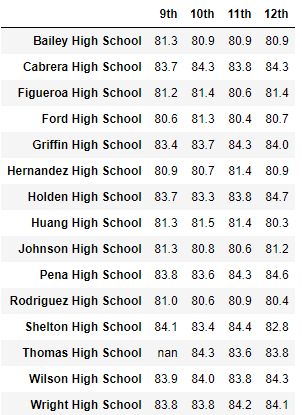 9th 10th 11th 12th
Bailey High School 81.3 80.9 80.9 80.9
Cabrera High School 83.7 84.3 83.8 84.3
Figueroa High School 81.2 81.4 80.6 81.4
Ford High School 80.6 81.3 80.4 80.7
Griffin High School 83.4 83.7 84.3 84.0
Hernandez High School 80.9 80.7 81.4 80.9
Holden High School 83.7 83.3 83.8 84.7
Huang High School 81.3 81.5 81.4 80.3
Johnson High School 81.3 80.8 80.6 81.2
Pena High School 83.8 83.6 84.3 84.6
Rodriguez High School 81.0 80.6 80.9 80.4
Shelton High School 84.1 83.4 84.4 82.8
Thomas High School nan 84.3 83.6 83.8
Wilson High School 83.9 84.0 83.8 84.3
Wright High School 83.8 83.8 84.2 84.1